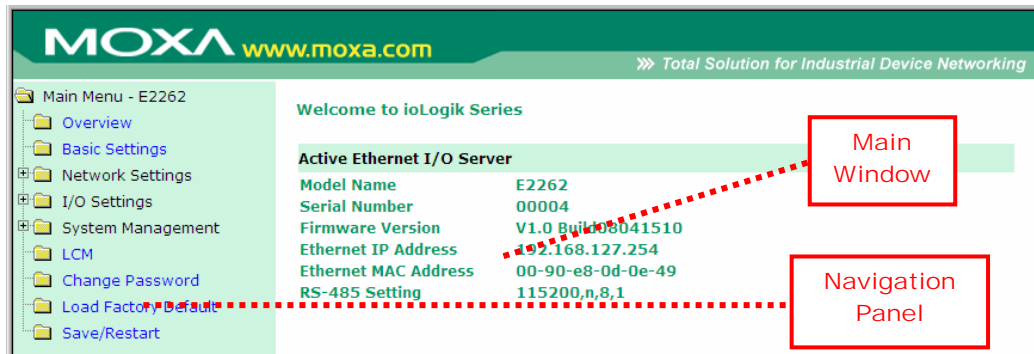 MOXA www.moxa.com
Total Solution for Industrial Device Networking
Main Menu - E2262
Overview
Basic Settings
Network Settings
I/O Settings
System Management
LCM
Change Password
Load Factory Default
Save/Restart
Welcome to ioLogik Series
Active Ethernet I/O Server
Model Name E2262
Serial Number 00004
Firmware Version V1.0 Build08041510
Ethernet IP Address 192.168.127.254
Ethernet MAC Address 00-90-e8-0d-0e-49
RS-485 Setting 115200,n,8,1
Main
Window
Navigation
Panel